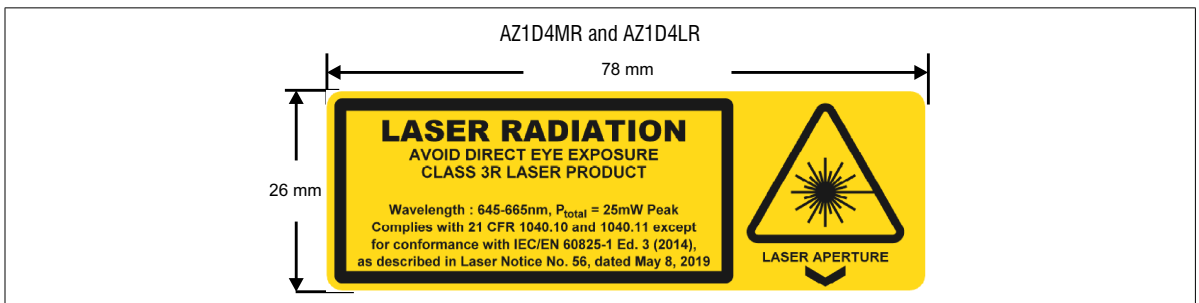 AZ1D4MR and AZ1D4LR
78 mm
26 mm
LASER RADIATION
AVOID DIRECT EYE EXPOSURE
CLASS 3R LASER PRODUCT
Wavelength : 645-665nm, Ptotal = 25mW Peak
Complies with 21 CFR 1040.10 and 1040.11 except
for conformance with IEC/EN 60825-1 Ed. 3 (2014),
as described in Laser Notice No. 56, dated May 8, 2019
LASER APERTURE